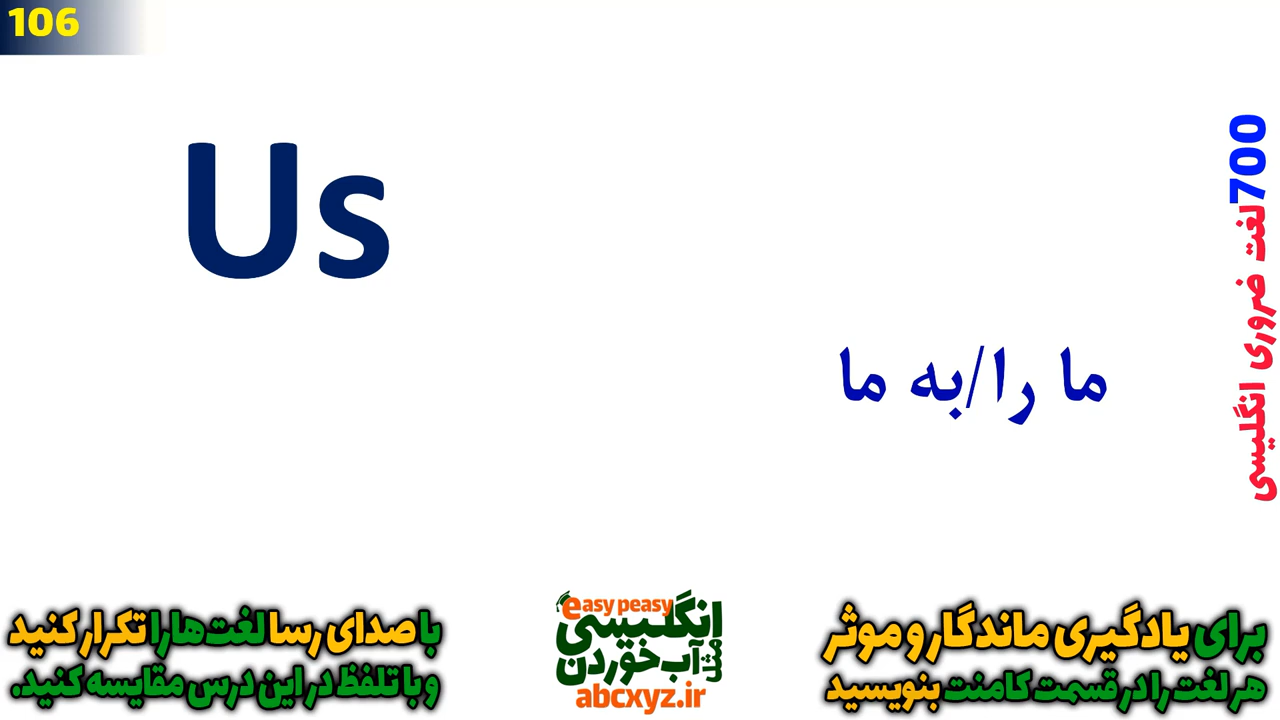 106
Us
ما را/به ما
700 لغت ضروری انگلیسی
برای یادگیری ماندگار و موثر
هر لغت را در قسمت کامنت بنویسید
easy peasy
انگلیسی
مثل آب خوردن
abcxyz.ir
با صدای رسا لغت‌ها را تکرار کنید
و با تلفظ در این درس مقایسه کنید.